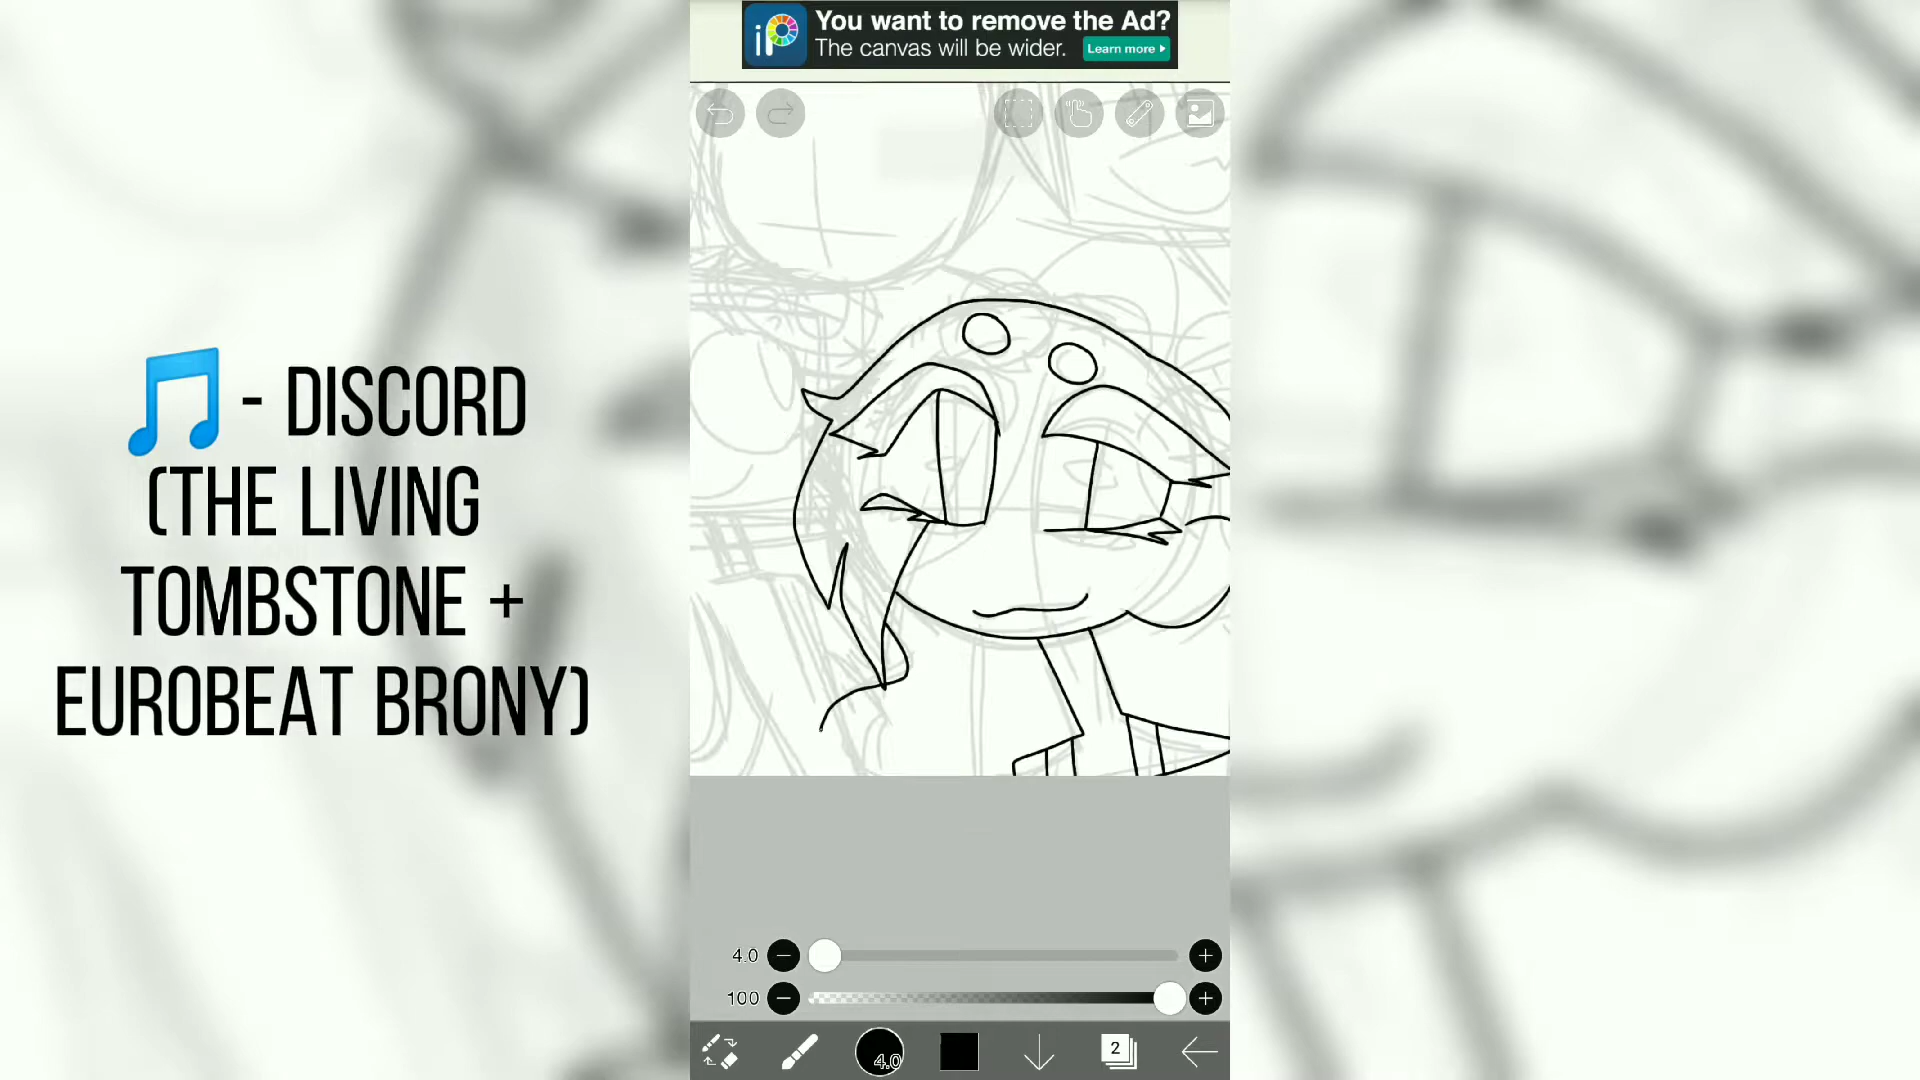 You want to remove the Ad?
iP
The canvas will be wider.
Learn more
🎵 - DISCORD
(THE LIVING
TOMBSTONE +
EUROBEAT BRONY)
4.0
100
4.0
2